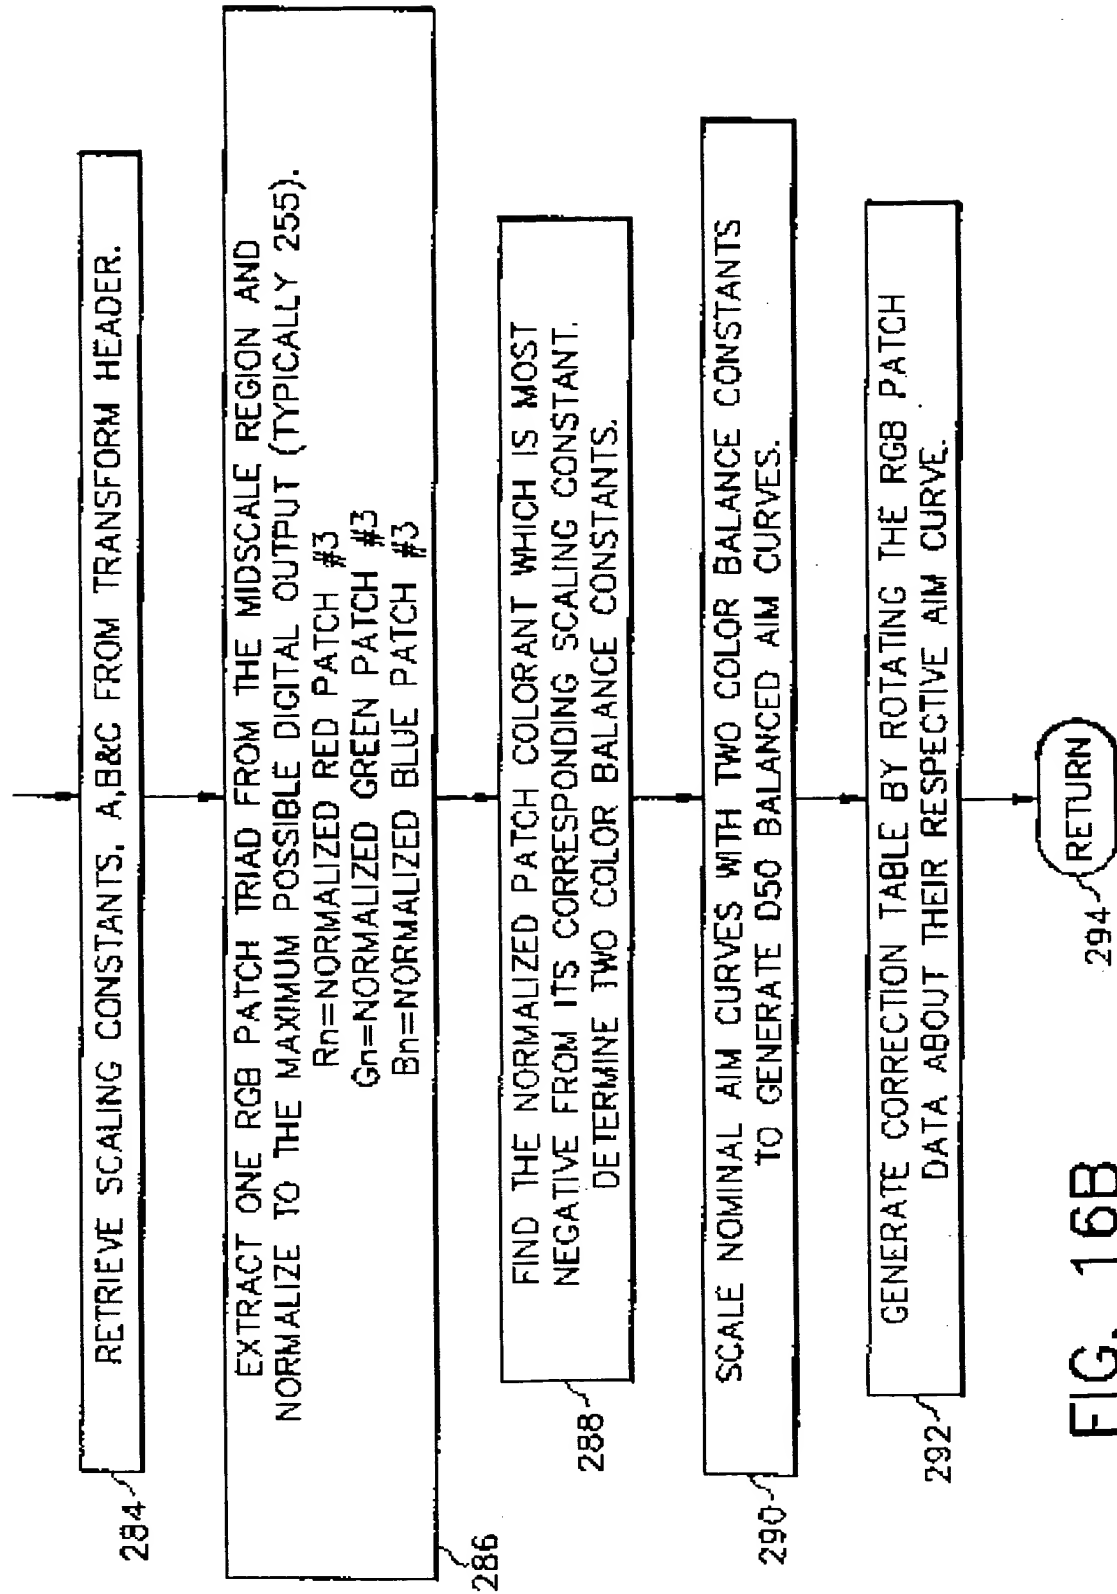 RETRIEVE SCALING CONSTANTS, A,B&C FROM TRANSFORM HEADER.
284
EXTRACT ONE RGB PATCH TRIAD FROM THE MIDSCALE REGION AND
NORMALIZE TO THE MAXIMUM POSSIBLE DIGITAL OUTPUT (TYPICALLY 255).
Rn=NORMALIZED RED PATCH #3
Gn=NORMALIZED GREEN PATCH #3
Bn=NORMALIZED BLUE PATCH #3
286
FIND THE NORMALIZED PATCH COLORANT WHICH IS MOST
NEGATIVE FROM ITS CORRESPONDING SCALING CONSTANT.
DETERMINE TWO COLOR BALANCE CONSTANTS.
288
SCALE NOMINAL AIM CURVES WITH TWO COLOR BALANCE CONSTANTS
TO GENERATE D50 BALANCED AIM CURVES.
290
GENERATE CORRECTION TABLE BY ROTATING THE RGB PATCH
DATA ABOUT THEIR RESPECTIVE AIM CURVE.
292
RETURN
294
FIG. 16B